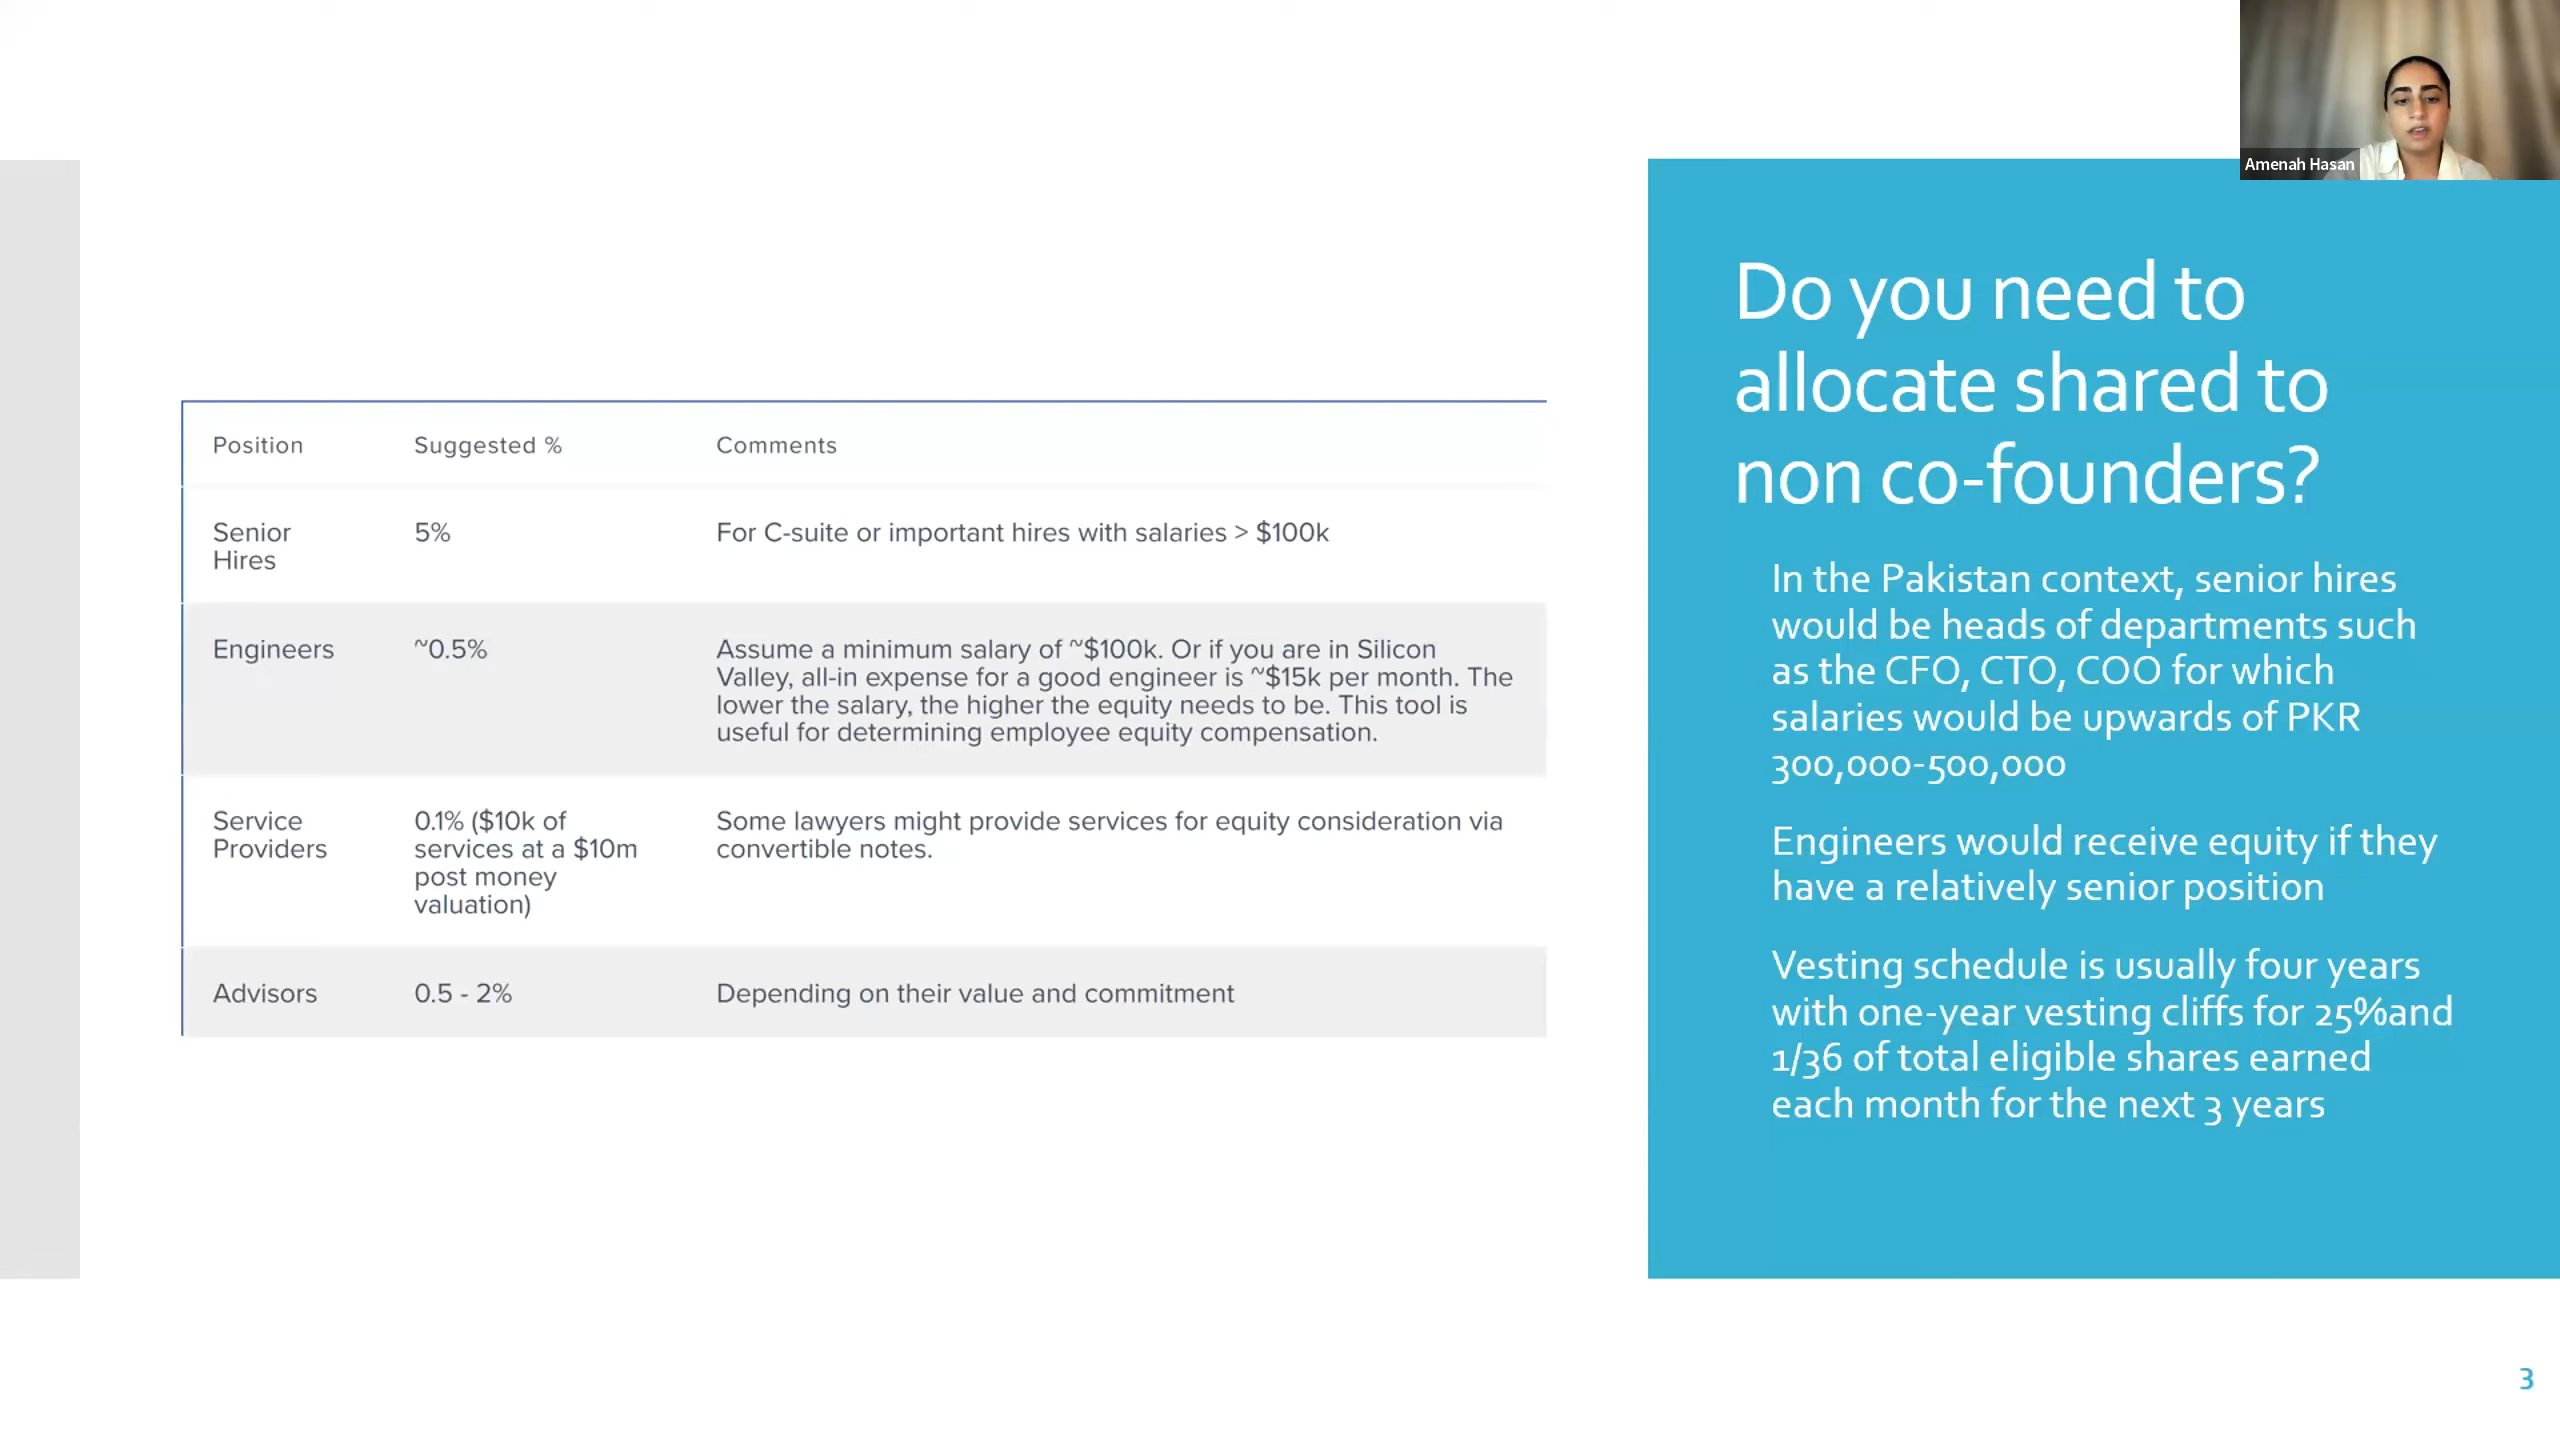 Amenah Hasan
Do you need to
allocate shared to
non co-founders?
In the Pakistan context, senior hires
would be heads of departments such
as the CFO, CTO, COO for which
salaries would be upwards of PKR
300,000-500,000
Engineers would receive equity if they
have a relatively senior position
Vesting schedule is usually four years
with one-year vesting cliffs for 25%and
1/36 of total eligible shares earned
each month for the next 3 years
Position Suggested % Comments
Senior
Hires
5%
For C-suite or important hires with salaries > $100k
Engineers
~0.5%
Assume a minimum salary of ~$100k. Or if you are in Silicon
Valley, all-in expense for a good engineer is ~$15k per month. The
lower the salary, the higher the equity needs to be. This tool is
useful for determining employee equity compensation.
Service
Providers
0.1% ($10k of
services at a $10m
post money
valuation)
Some lawyers might provide services for equity consideration via
convertible notes.
Advisors
0.5 - 2%
Depending on their value and commitment
3